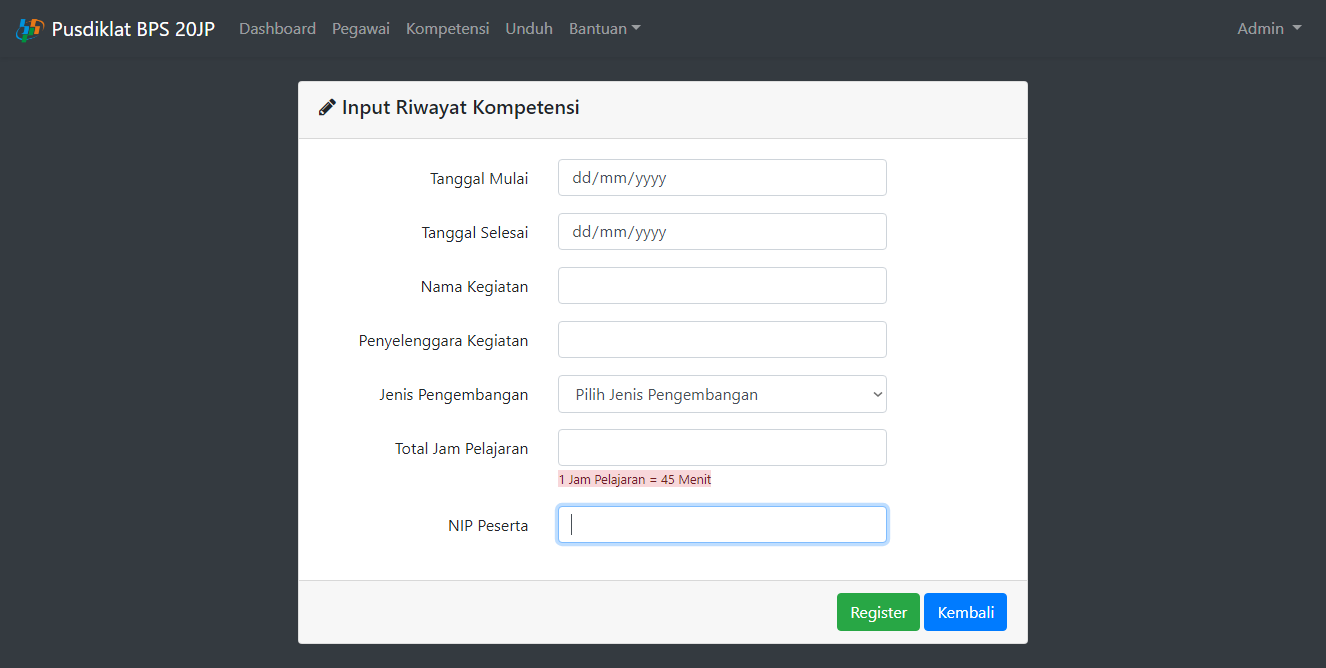 Pusdiklat BPS 20JP Dashboard Pegawai Kompetensi Unduh Bantuan Admin
Input Riwayat Kompetensi
Tanggal Mulai dd/mm/yyyy
Tanggal Selesai dd/mm/yyyy
Nama Kegiatan
Penyelenggara Kegiatan
Jenis Pengembangan Pilih Jenis Pengembangan
Total Jam Pelajaran
1 Jam Pelajaran = 45 Menit
NIP Peserta
Register Kembali